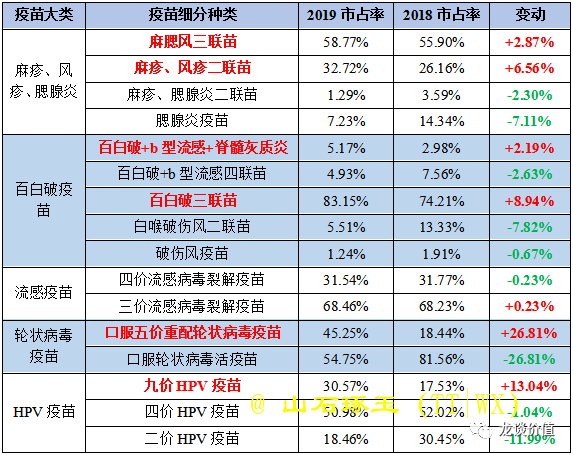 疫苗大类 疫苗细分种类 2019 市占率 2018 市占率 变动
麻疹、风疹、腮腺炎 麻腮风三联苗 58.77% 55.90% +2.87%
麻疹、风疹二联苗 32.72% 26.16% +6.56%
麻疹、腮腺炎二联苗 1.29% 3.59% -2.30%
腮腺炎疫苗 7.23% 14.34% -7.11%
百白破疫苗 百白破+b 型流感+脊髓灰质炎 5.17% 2.98% +2.19%
百白破+b 型流感四联苗 4.93% 7.56% -2.63%
百白破三联苗 83.15% 74.21% +8.94%
白喉破伤风二联苗 5.51% 13.33% -7.82%
破伤风疫苗 1.24% 1.91% -0.67%
流感疫苗 四价流感病毒裂解疫苗 31.54% 31.77% -0.23%
三价流感病毒裂解疫苗 68.46% 68.23% +0.23%
轮状病毒疫苗 口服五价重配轮状病毒疫苗 45.25% 18.44% +26.81%
口服轮状病毒活疫苗 54.75% 81.56% -26.81%
HPV 疫苗 九价 HPV 疫苗 30.57% 17.53% +13.04%
四价 HPV 疫苗 50.98% 52.02% -1.04%
二价 HPV 疫苗 18.46% 30.45% -11.99%
@ 山石琢玉 (TT|WX)
龙谈价值